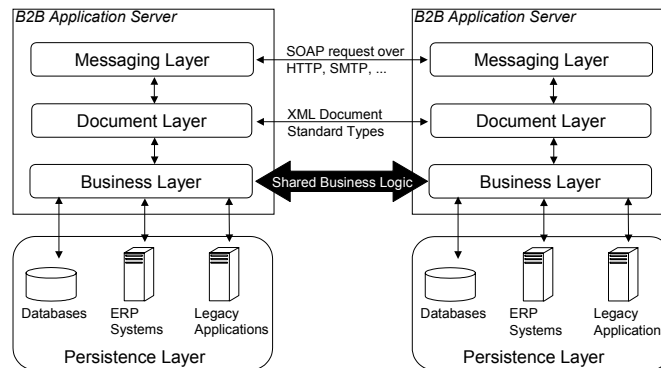 B2B Application Server
B2B Application Server
Messaging Layer
SOAP request over
HTTP, SMTP, ...
Messaging Layer
Document Layer
XML Document
Standard Types
Document Layer
Business Layer
Shared Business Logic
Business Layer
Databases
ERP
Systems
Legacy
Applications
Persistence Layer
Databases
ERP
Systems
Legacy
Application
Persistence Layer